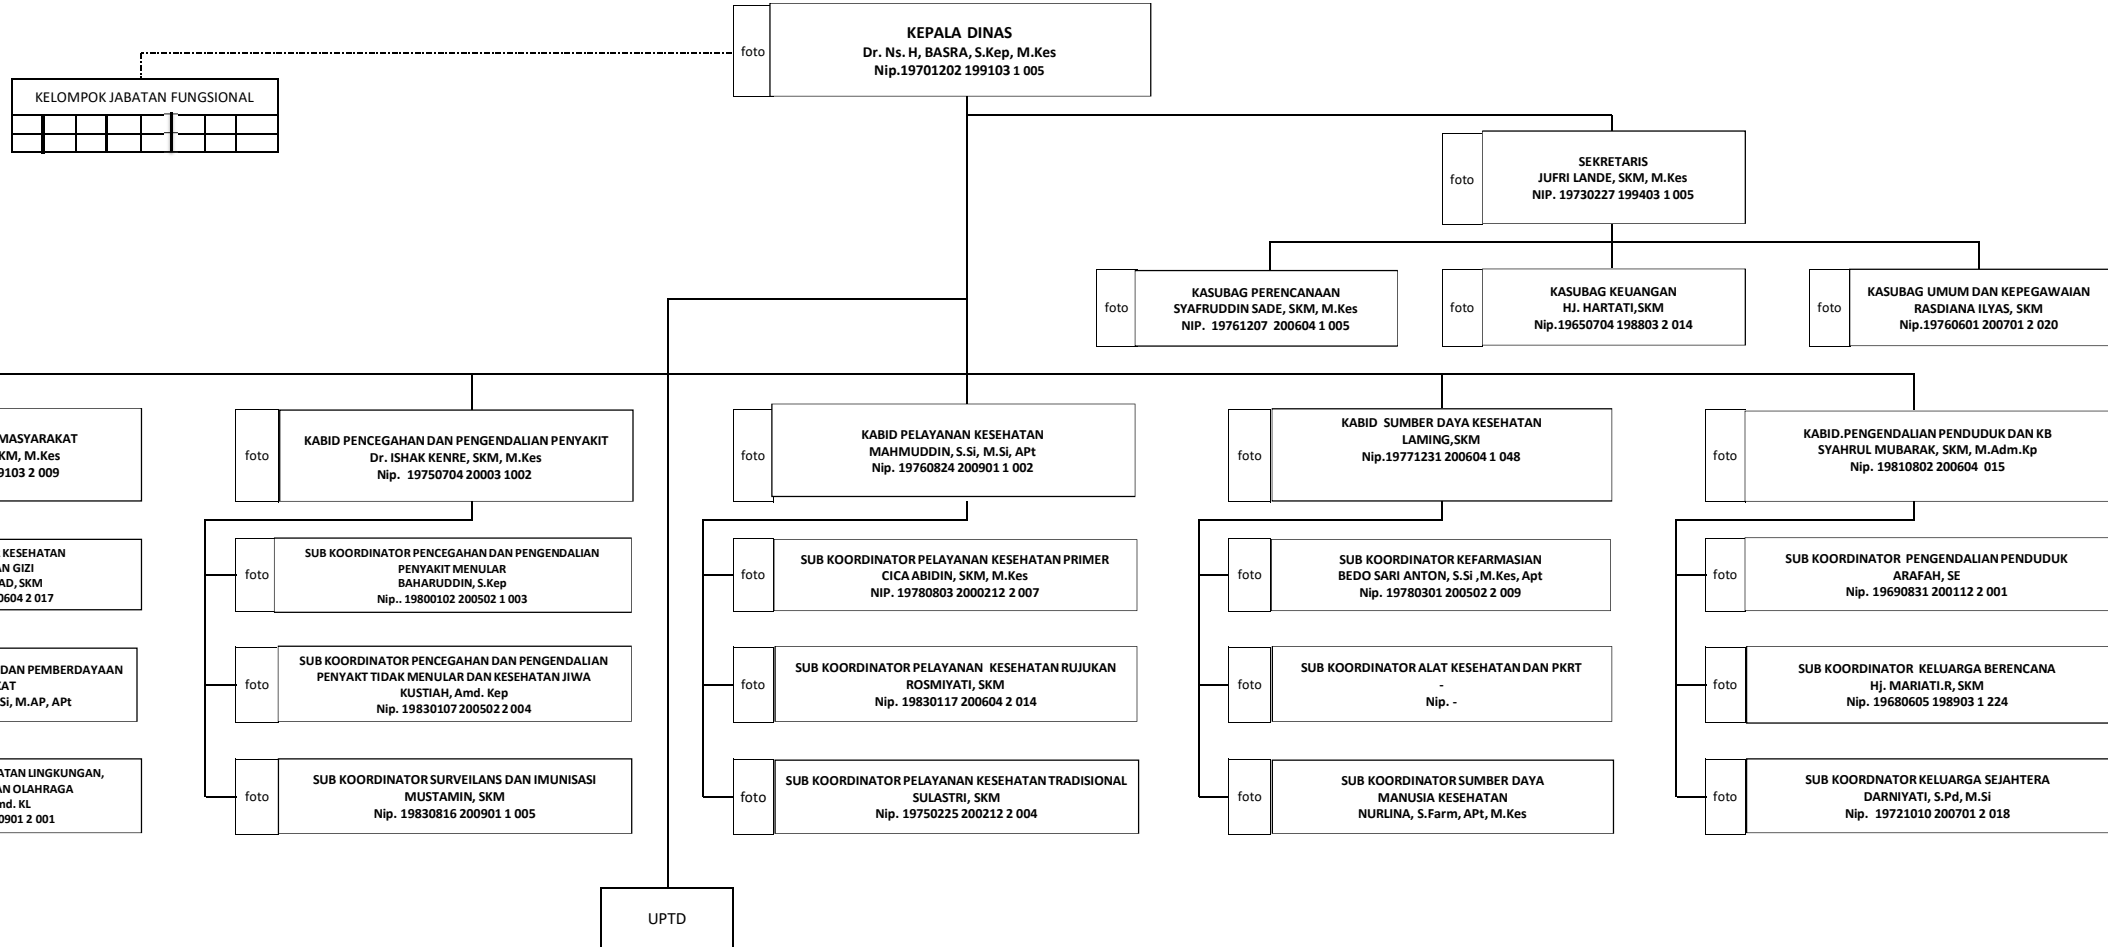 KEPALA DINAS
Dr. Ns. H, BASRA, S.Kep, M.Kes
Nip.19701202 199103 1 005
foto
KELOMPOK JABATAN FUNGSIONAL
foto
SEKRETARIS
JUFRI LANDE, SKM, M.Kes
NIP. 19730227 199403 1 005
foto
KASUBAG PERENCANAAN
SYAFRUDDIN SADE, SKM, M.Kes
NIP. 19761207 200604 1 005
foto
KASUBAG KEUANGAN
HJ. HARTATI,SKM
Nip.19650704 198803 2 014
foto
KASUBAG UMUM DAN KEPEGAWAIAN
RASDIANA ILYAS, SKM
Nip.19760601 200701 2 020
MASYARAKAT
KM, M.Kes
9103 2 009
foto
KABID PENCEGAHAN DAN PENGENDALIAN PENYAKIT
Dr. ISHAK KENRE, SKM, M.Kes
Nip. 19750704 20003 1002
foto
KABID PELAYANAN KESEHATAN
MAHMUDDIN, S.Si, M.Si, APt
Nip. 19760824 200901 1 002
foto
KABID SUMBER DAYA KESEHATAN
LAMING,SKM
Nip.19771231 200604 1 048
foto
KABID.PENGENDALIAN PENDUDUK DAN KB
SYAHRUL MUBARAK, SKM, M.Adm.Kp
Nip. 19810802 200604 015
KESEHATAN
AN GIZI
AD, SKM
0604 2 017
foto
SUB KOORDINATOR PENCEGAHAN DAN PENGENDALIAN
PENYAKIT MENULAR
BAHARUDDIN, S.Kep
Nip.. 19800102 200502 1 003
foto
SUB KOORDINATOR PELAYANAN KESEHATAN PRIMER
CICA ABIDIN, SKM, M.Kes
NIP. 19780803 2000212 2 007
foto
SUB KOORDINATOR KEFARMASIAN
BEDO SARI ANTON, S.Si ,M.Kes, Apt
Nip. 19780301 200502 2 009
foto
SUB KOORDINATOR PENGENDALIAN PENDUDUK
ARAFAH, SE
Nip. 19690831 200112 2 001
DAN PEMBERDAYAAN
KAT
Si, M.AP, APt
foto
SUB KOORDINATOR PENCEGAHAN DAN PENGENDALIAN
PENYAKT TIDAK MENULAR DAN KESEHATAN JIWA
KUSTIAH, Amd. Kep
Nip. 19830107 200502 2 004
foto
SUB KOORDINATOR PELAYANAN KESEHATAN RUJUKAN
ROSMIYATI, SKM
Nip. 19830117 200604 2 014
foto
SUB KOORDINATOR ALAT KESEHATAN DAN PKRT
-
Nip. -
foto
SUB KOORDINATOR KELUARGA BERENCANA
Hj. MARIATI.R, SKM
Nip. 19680605 198903 1 224
ATAN LINGKUNGAN,
AN OLAHRAGA
md. KL
0901 2 001
foto
SUB KOORDINATOR SURVEILANS DAN IMUNISASI
MUSTAMIN, SKM
Nip. 19830816 200901 1 005
foto
SUB KOORDINATOR PELAYANAN KESEHATAN TRADISIONAL
SULASTRI, SKM
Nip. 19750225 200212 2 004
foto
SUB KOORDINATOR SUMBER DAYA
MANUSIA KESEHATAN
NURLINA, S.Farm, APt, M.Kes
foto
SUB KOORDNATOR KELUARGA SEJAHTERA
DARNIYATI, S.Pd, M.Si
Nip. 19721010 200701 2 018
UPTD